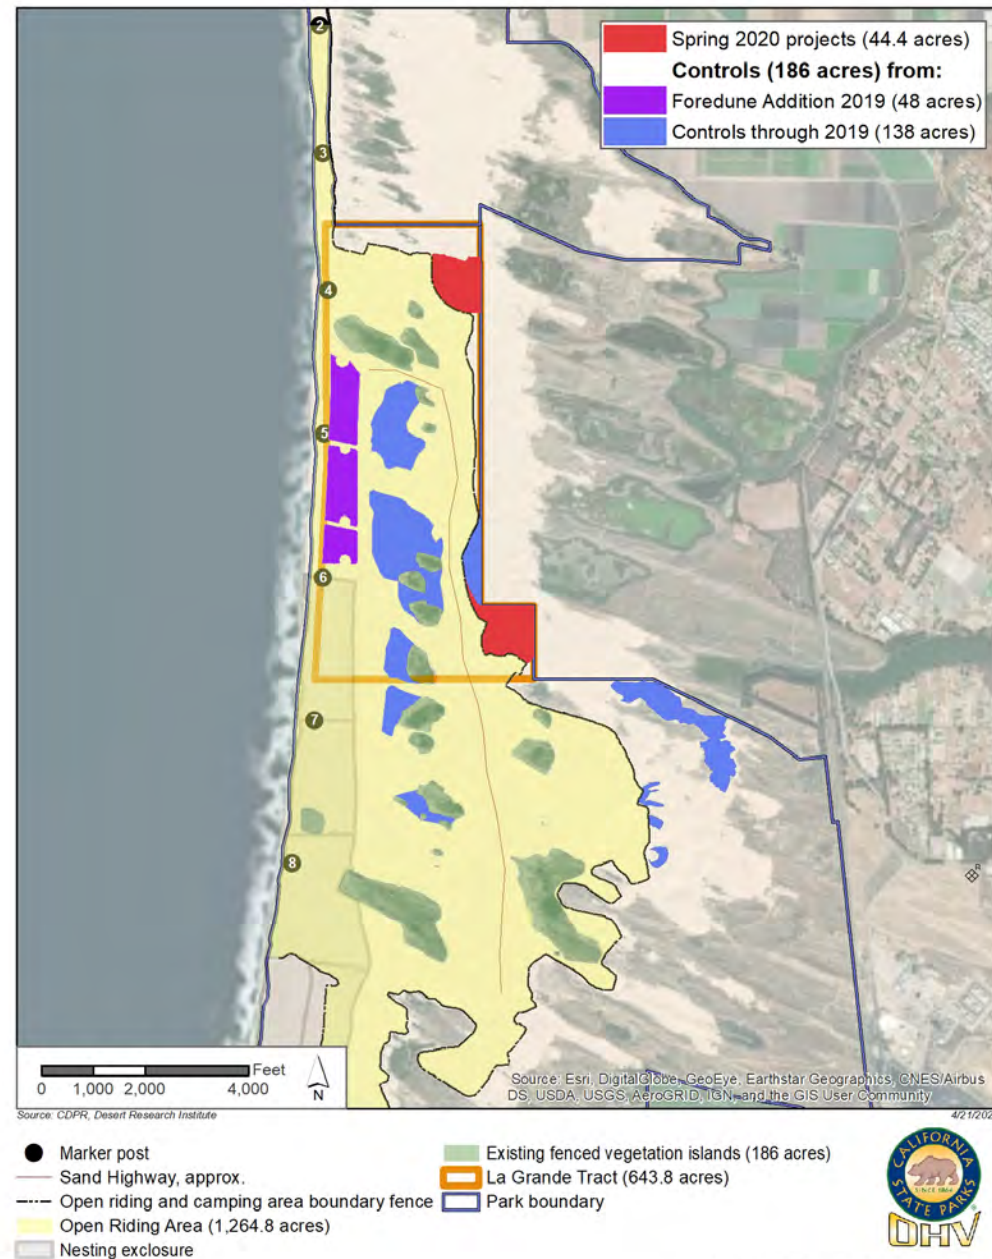 Spring 2020 projects (44.4 acres)
Controls (186 acres) from:
Foredune Addition 2019 (48 acres)
Controls through 2019 (138 acres)
2
3
4
5
6
7
8
R
Feet
0 1,000 2,000 4,000
N
Source: Esri, DigitalGlobe, GeoEye, Earthstar Geographics, CNES/Airbus
DS, USDA, USGS, AeroGRID, IGN, and the GIS User Community
Source: CDPR, Desert Research Institute
4/21/202
Marker post
Sand Highway, approx.
Open riding and camping area boundary fence
Open Riding Area (1,264.8 acres)
Nesting exclosure
Existing fenced vegetation islands (186 acres)
La Grande Tract (643.8 acres)
Park boundary
CALIFORNIA
SINCE 1864
STATE PARKS
OHV